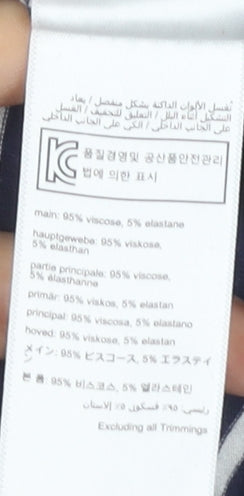 تغسل الألوان الداكنة بشكل منفصل / يعاد
التشكيل أثناء البلل / التعليق للتجفيف / الغسل
على الجانب الداخلي / الكي على الجانب الداخلي
품질경영및 공산품안전관리
법에 의한 표시
main: 95% viscose, 5% elastane
hauptgewebe: 95% viskose,
5% elasthan
partie principale: 95% viscose,
5% élasthanne
primär: 95% viskos, 5% elastan
principal: 95% viscosa, 5% elastano
hoved: 95% viskose, 5% elastan
メイン: 95% ビスコース, 5% エラステイ
ン
본 품: 95% 비스코스, 5% 엘라스테인
رئيسي: ٩٥٪ فسكوز, ٥٪ الاستان
Excluding all Trimmings